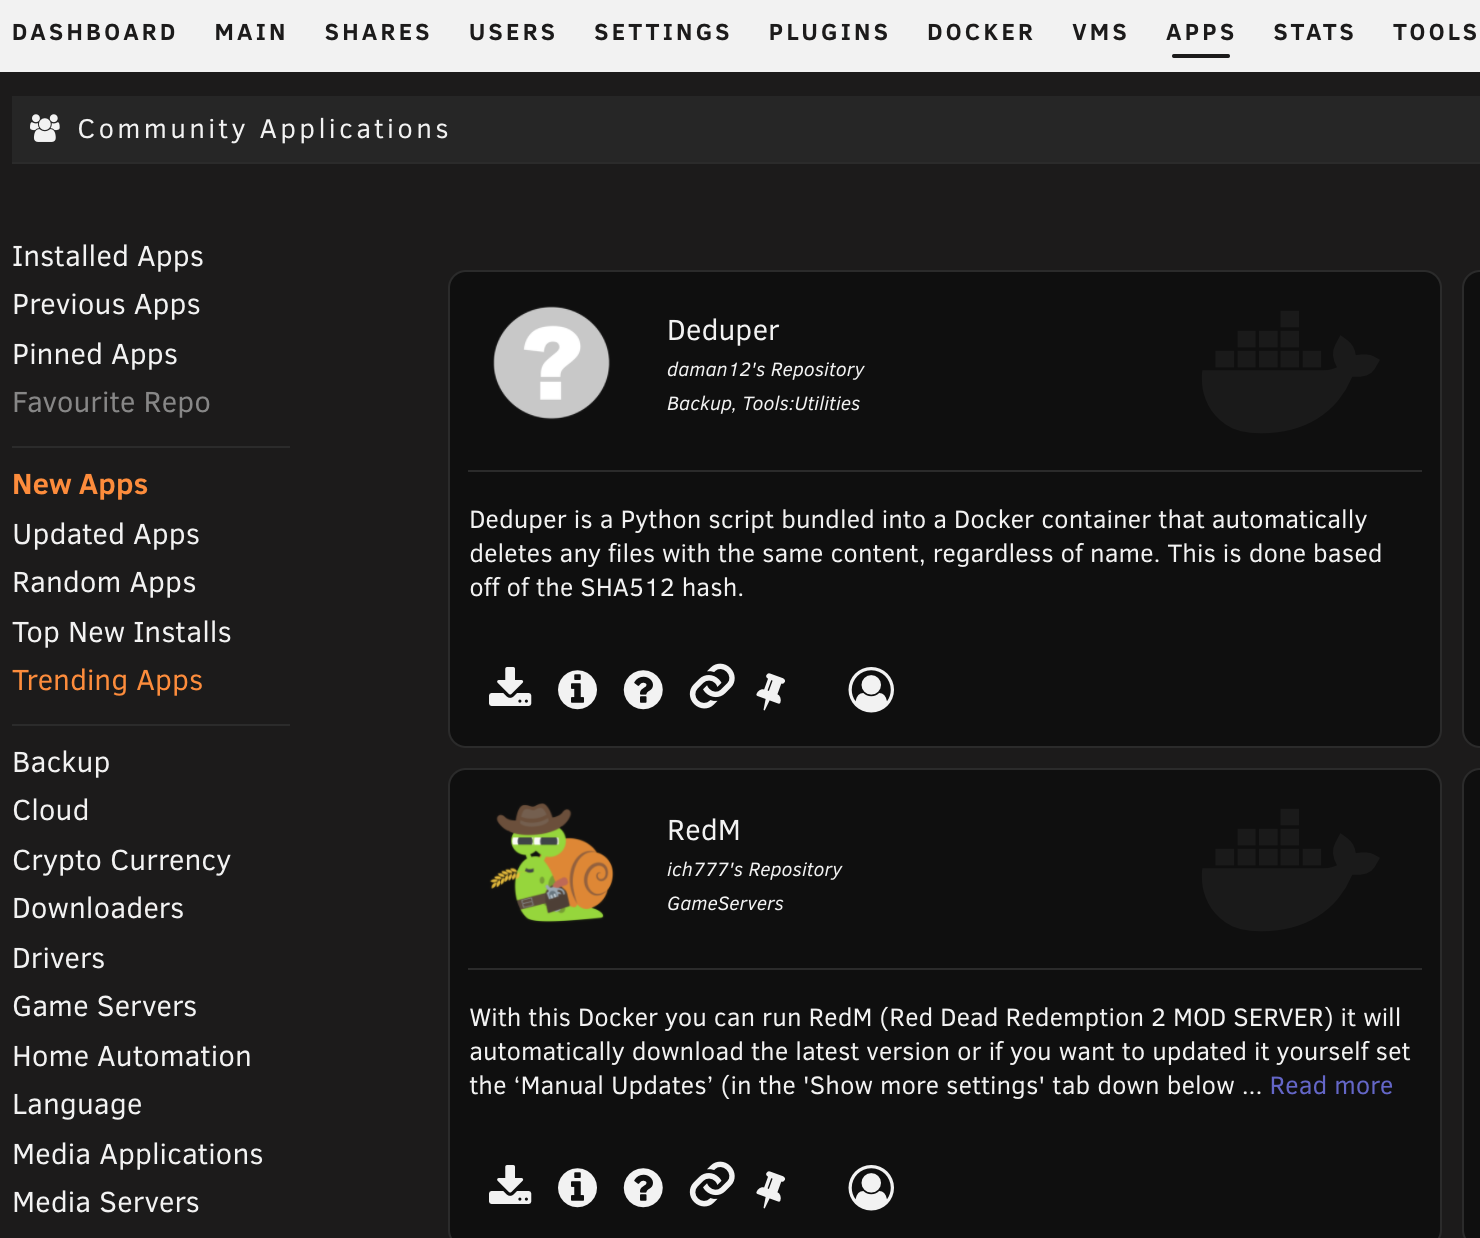 DASHBOARD MAIN SHARES USERS SETTINGS PLUGINS DOCKER VMS APPS STATS TOOLS
Community Applications
Installed Apps
Previous Apps
Pinned Apps
Favourite Repo
New Apps
Updated Apps
Random Apps
Top New Installs
Trending Apps
Backup
Cloud
Crypto Currency
Downloaders
Drivers
Game Servers
Home Automation
Language
Media Applications
Media Servers
Deduper
daman12's Repository
Backup, Tools:Utilities
Deduper is a Python script bundled into a Docker container that automatically
deletes any files with the same content, regardless of name. This is done based
off of the SHA512 hash.
RedM
ich777's Repository
GameServers
With this Docker you can run RedM (Red Dead Redemption 2 MOD SERVER) it will
automatically download the latest version or if you want to updated it yourself set
the ‘Manual Updates’ (in the 'Show more settings' tab down below ... Read more